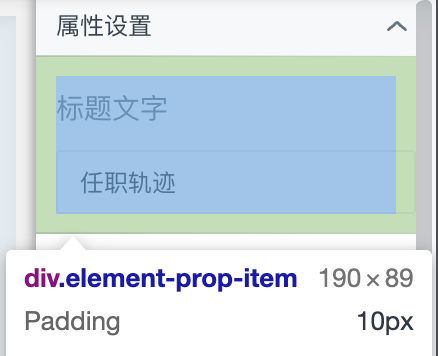 属性设置
标题文字
任职轨迹
div.element-prop-item 190 × 89
Padding 10px